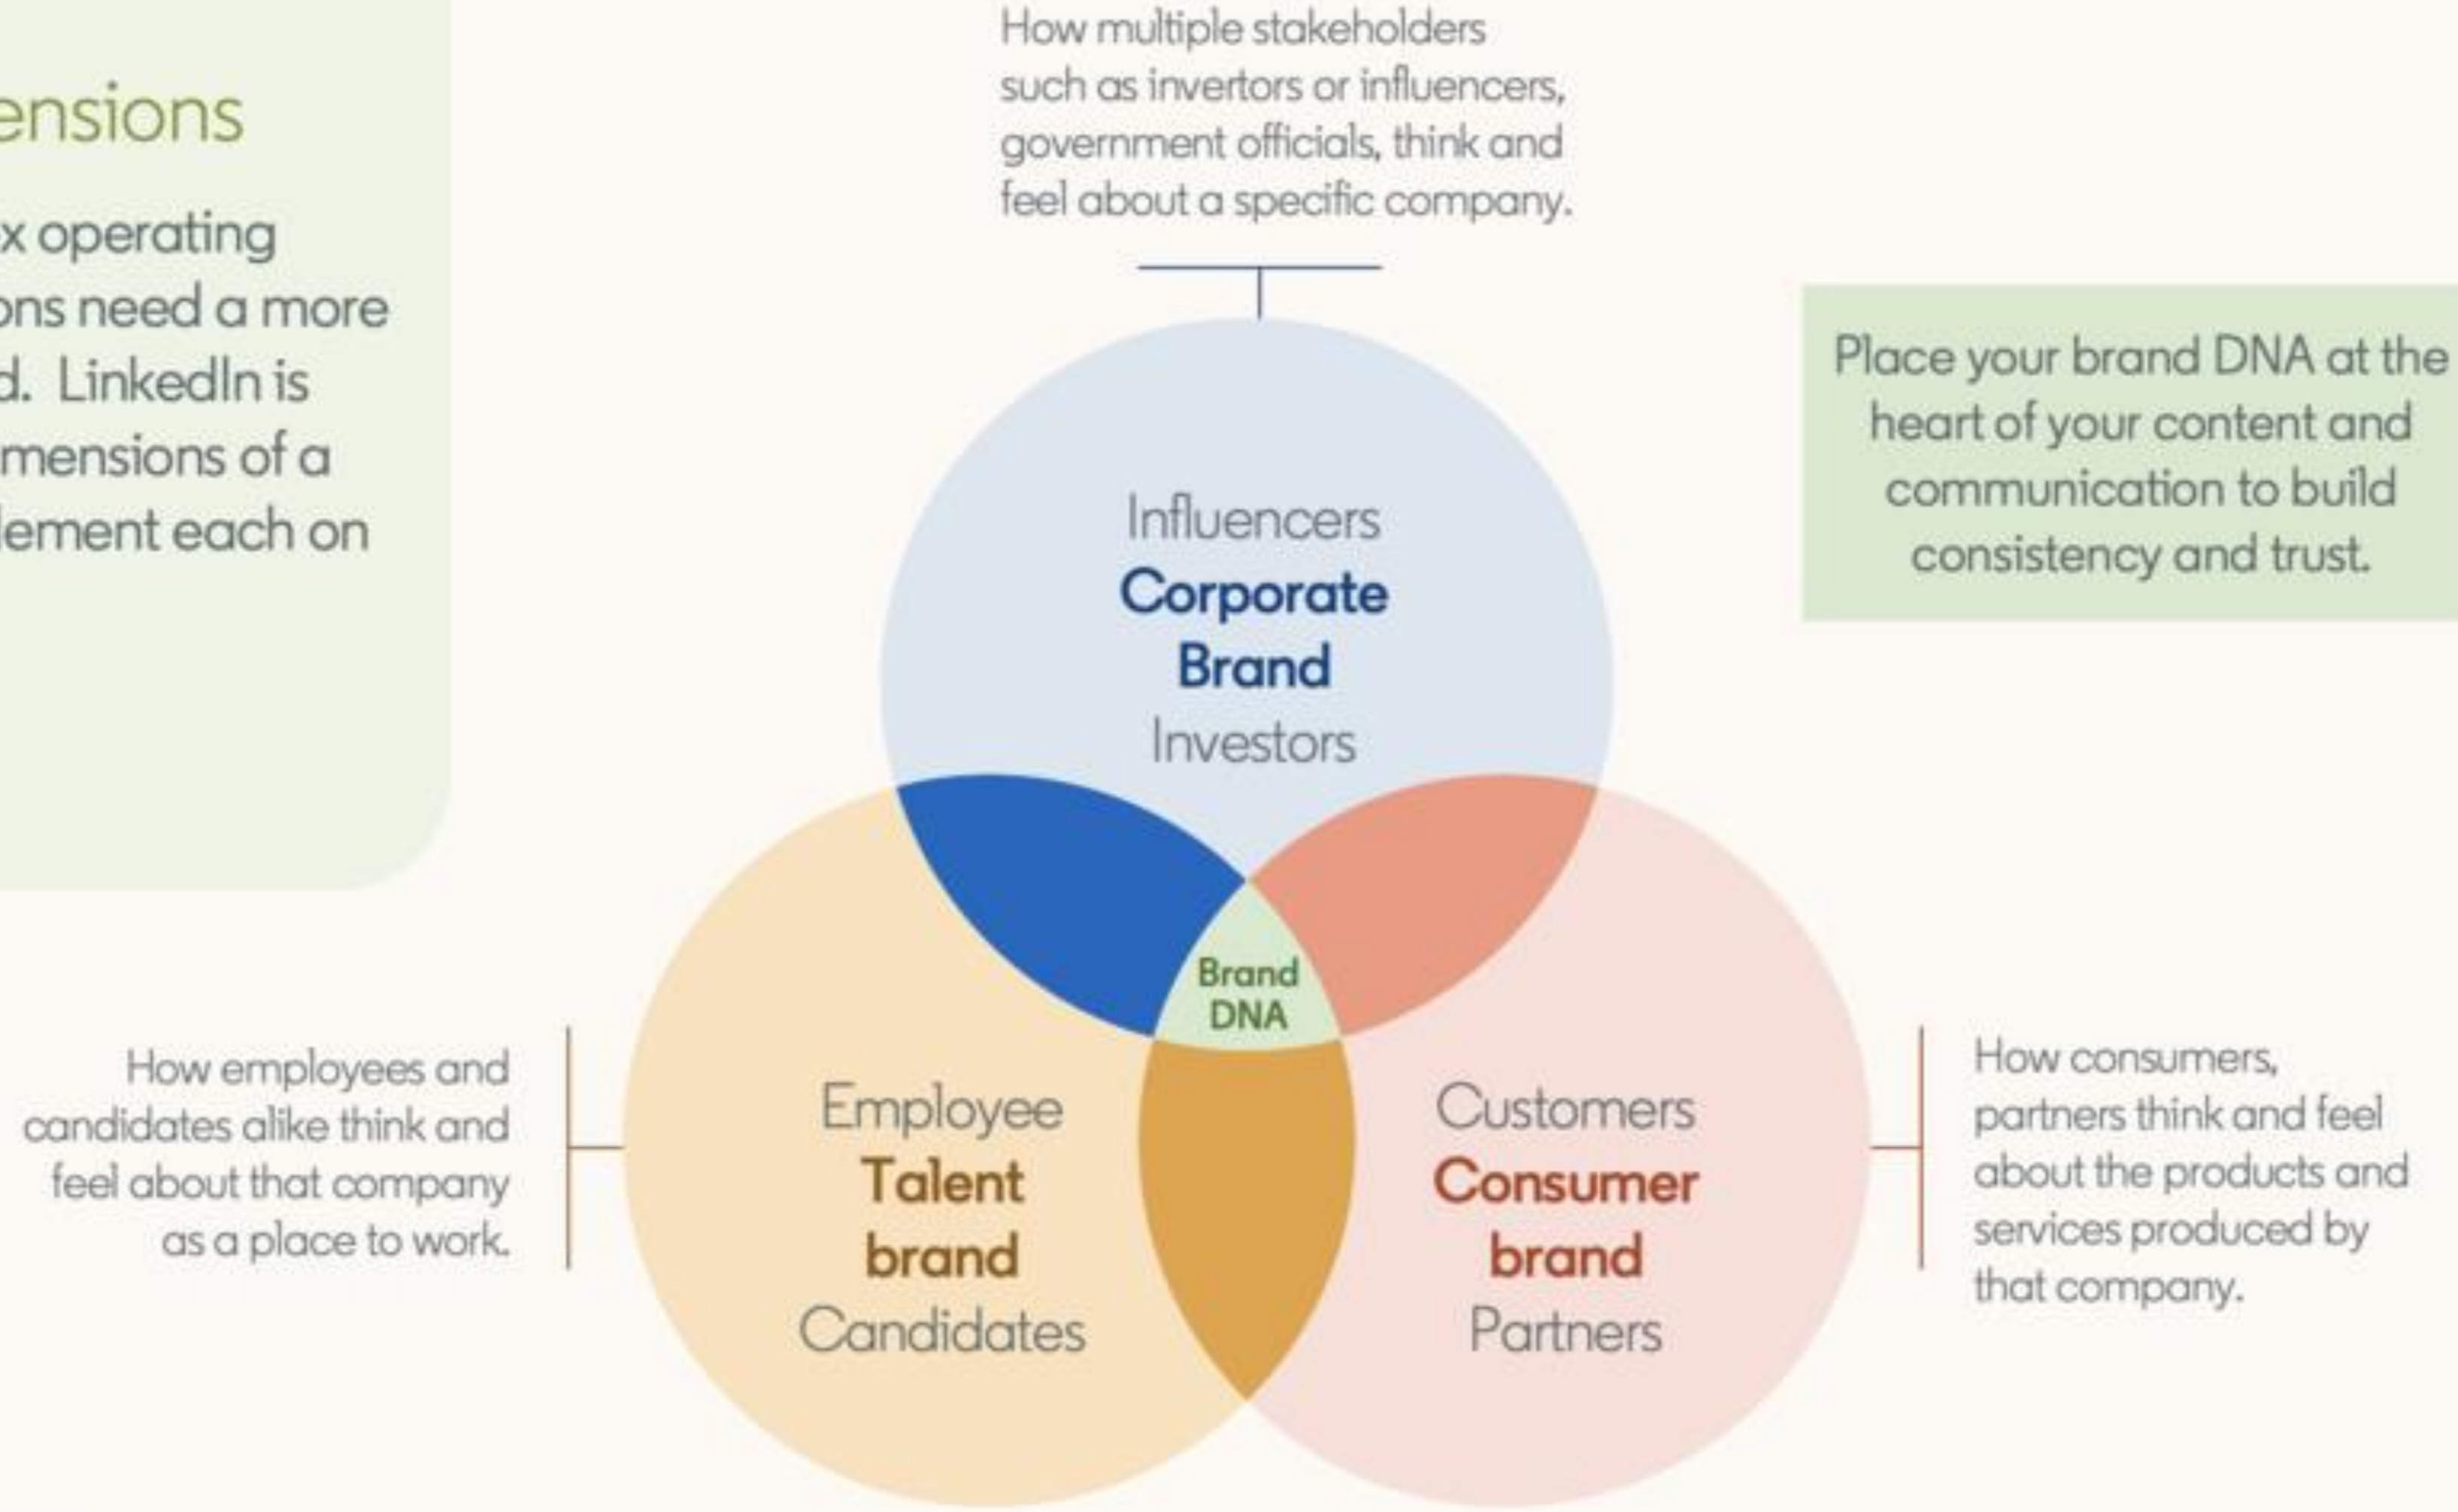 ensions
x operating
ons need a more
d. LinkedIn is
mensions of a
lement each on
How multiple stakeholders
such as invertors or influencers,
government officials, think and
feel about a specific company.
Place your brand DNA at the
heart of your content and
communication to build
consistency and trust.
Influencers
Corporate
Brand
Investors
Brand
DNA
How employees and
candidates alike think and
feel about that company
as a place to work.
Employee
Talent
brand
Candidates
Customers
Consumer
brand
Partners
How consumers,
partners think and feel
about the products and
services produced by
that company.